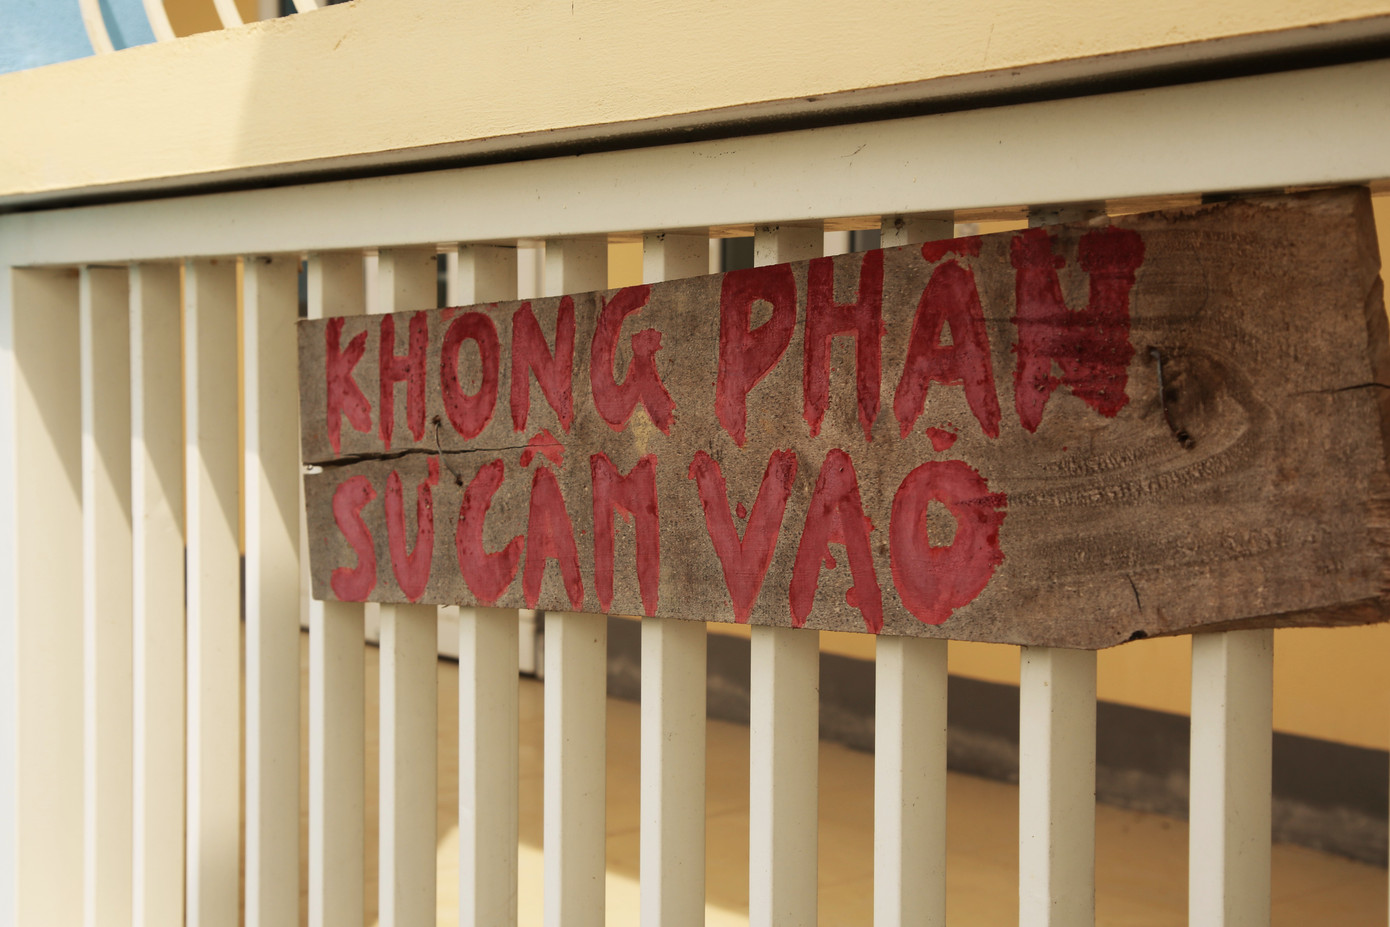 KHÔNG PHẬN
SỰ CẤM VÀO